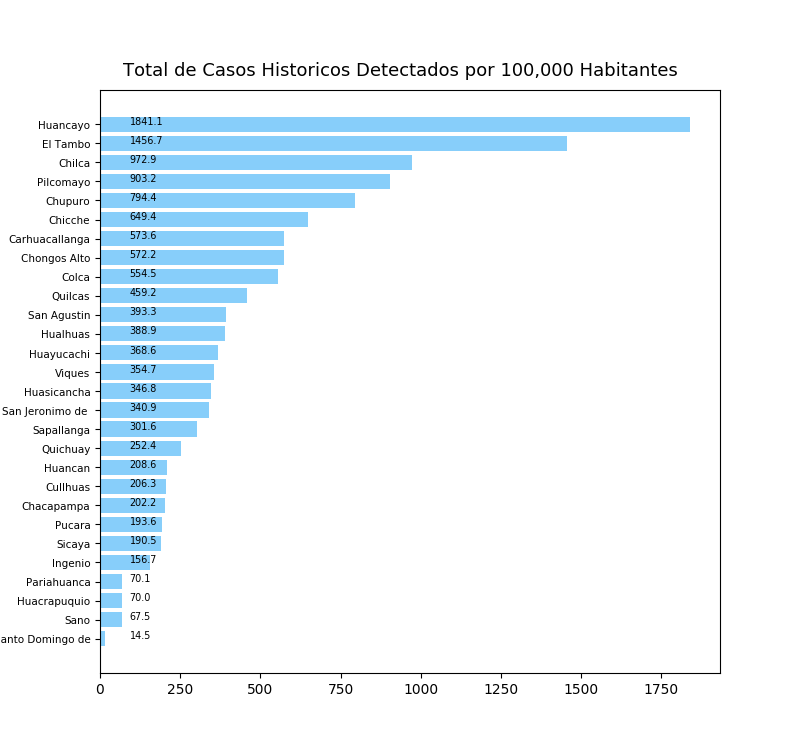 Total de Casos Historicos Detectados por 100,000 Habitantes
Huancayo 1841.1
El Tambo 1456.7
Chilca 972.9
Pilcomayo 903.2
Chupuro 794.4
Chicche 649.4
Carhuacallanga 573.6
Chongos Alto 572.2
Colca 554.5
Quilcas 459.2
San Agustin 393.3
Hualhuas 388.9
Huayucachi 368.6
Viques 354.7
Huasicancha 346.8
San Jeronimo de 340.9
Sapallanga 301.6
Quichuay 252.4
Huancan 208.6
Cullhuas 206.3
Chacapampa 202.2
Pucara 193.6
Sicaya 190.5
Ingenio 156.7
Pariahuanca 70.1
Huacrapuquio 70.0
Sano 67.5
anto Domingo de 14.5
0 250 500 750 1000 1250 1500 1750